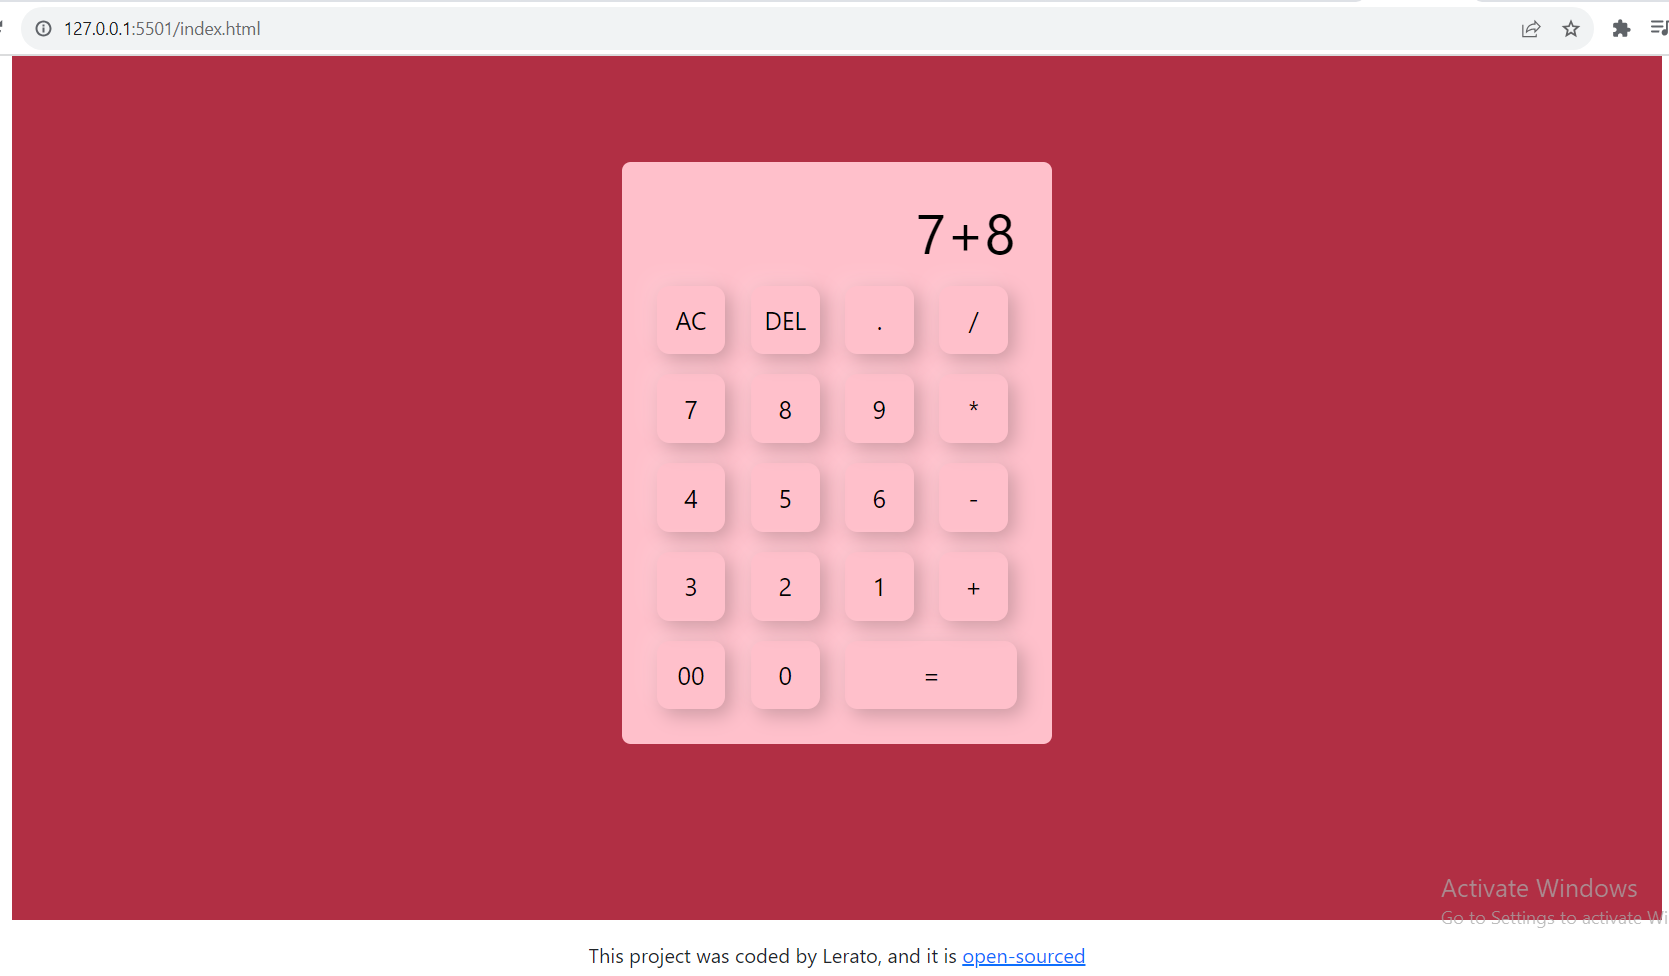 127.0.0.1:5501/index.html
7+8
AC DEL . /
7 8 9 *
4 5 6 -
3 2 1 +
00 0 =
Activate Windows
Go to Settings to activate Wi
This project was coded by Lerato, and it is open-sourced